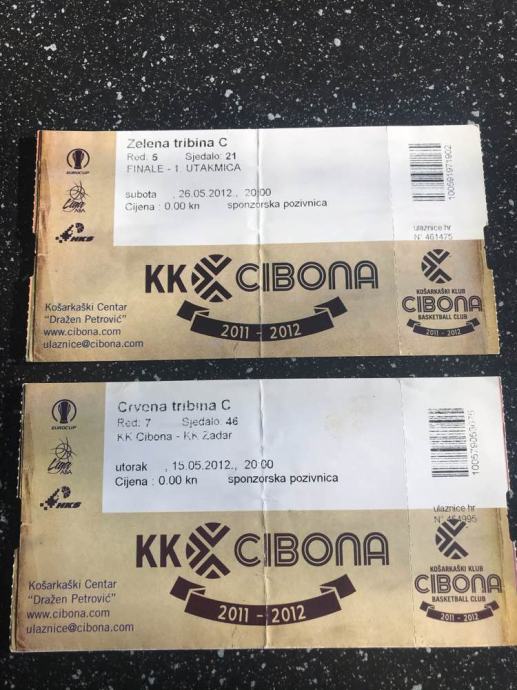 Zelena tribina C
Red: 5 Sjedalo: 21
FINALE - 1. UTAKMICA
subota , 26.05.2012., 20:00
Cijena : 0.00 kn sponzorska pozivnica
EUROCUP
Liga
ABA
HKS
100591971902
ulaznice hr
N° 461475
KK CIBONA
2011 - 2012
KOŠARKAŠKI KLUB
CIBONA
BASKETBALL CLUB
2011 - 2012
Košarkaški Centar
"Dražen Petrović"
www.cibona.com
ulaznice@cibona.com
Crvena tribina C
Red: 7 Sjedalo: 46
KK Cibona - KK Zadar
utorak , 15.05.2012., 20:00
Cijena : 0.00 kn sponzorska pozivnica
EUROCUP
Liga
HKS
ulaznice hr
KK CIBONA
2011 - 2012
KOŠARKAŠKI KLUB
CIBONA
BASKETBALL CLUB
2011 - 2012
Košarkaški Centar
"Dražen Petrović"
www.cibona.com
ulaznice@cibona.com